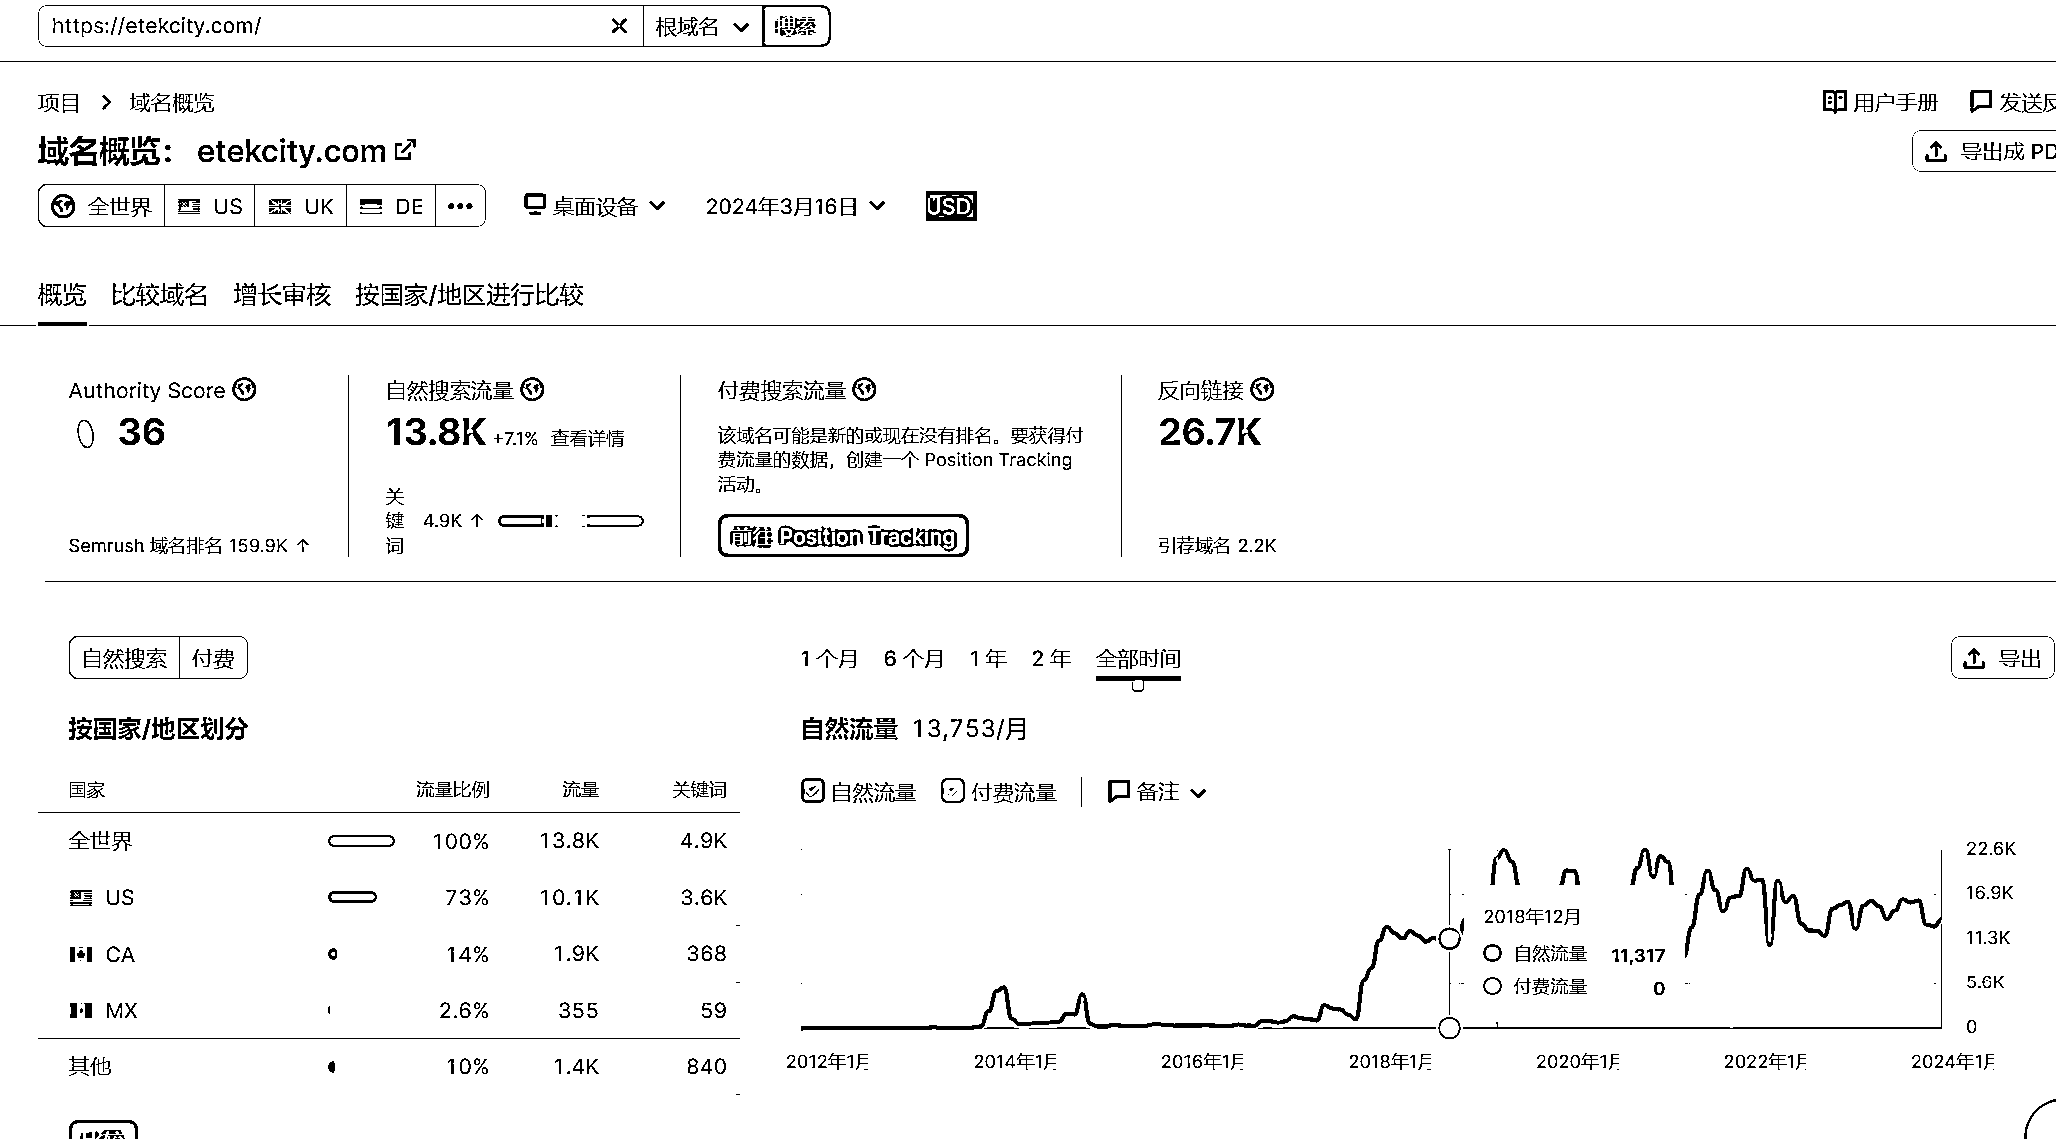 https://etekcity.com/ 根域名 搜索
项目 > 域名概览 用户手册 发送反
域名概览： etekcity.com 导出成 PD
全世界 US UK DE ••• 桌面设备 2024年3月16日 USD
概览 比较域名 增长审核 按国家/地区进行比较
Authority Score 自然搜索流量 付费搜索流量 反向链接
36 13.8K +7.1% 查看详情 26.7K
该域名可能是新的或现在没有排名。要获得付
费流量的数据，创建一个 Position Tracking
活动。
关键词 4.9K ↑
前往 Position Tracking
Semrush 域名排名 159.9K ↑ 引荐域名 2.2K
自然搜索 付费 1个月 6个月 1年 2年 全部时间 导出
按国家/地区划分 自然流量 13,753/月
国家 流量比例 流量 关键词
自然流量 付费流量 备注
全世界 100% 13.8K 4.9K
US 73% 10.1K 3.6K
CA 14% 1.9K 368
MX 2.6% 355 59
其他 10% 1.4K 840
22.6K
16.9K
11.3K
5.6K
0
2018年12月
自然流量 11,317
付费流量 0
2012年1月 2014年1月 2016年1月 2018年1月 2020年1月 2022年1月 2024年1月